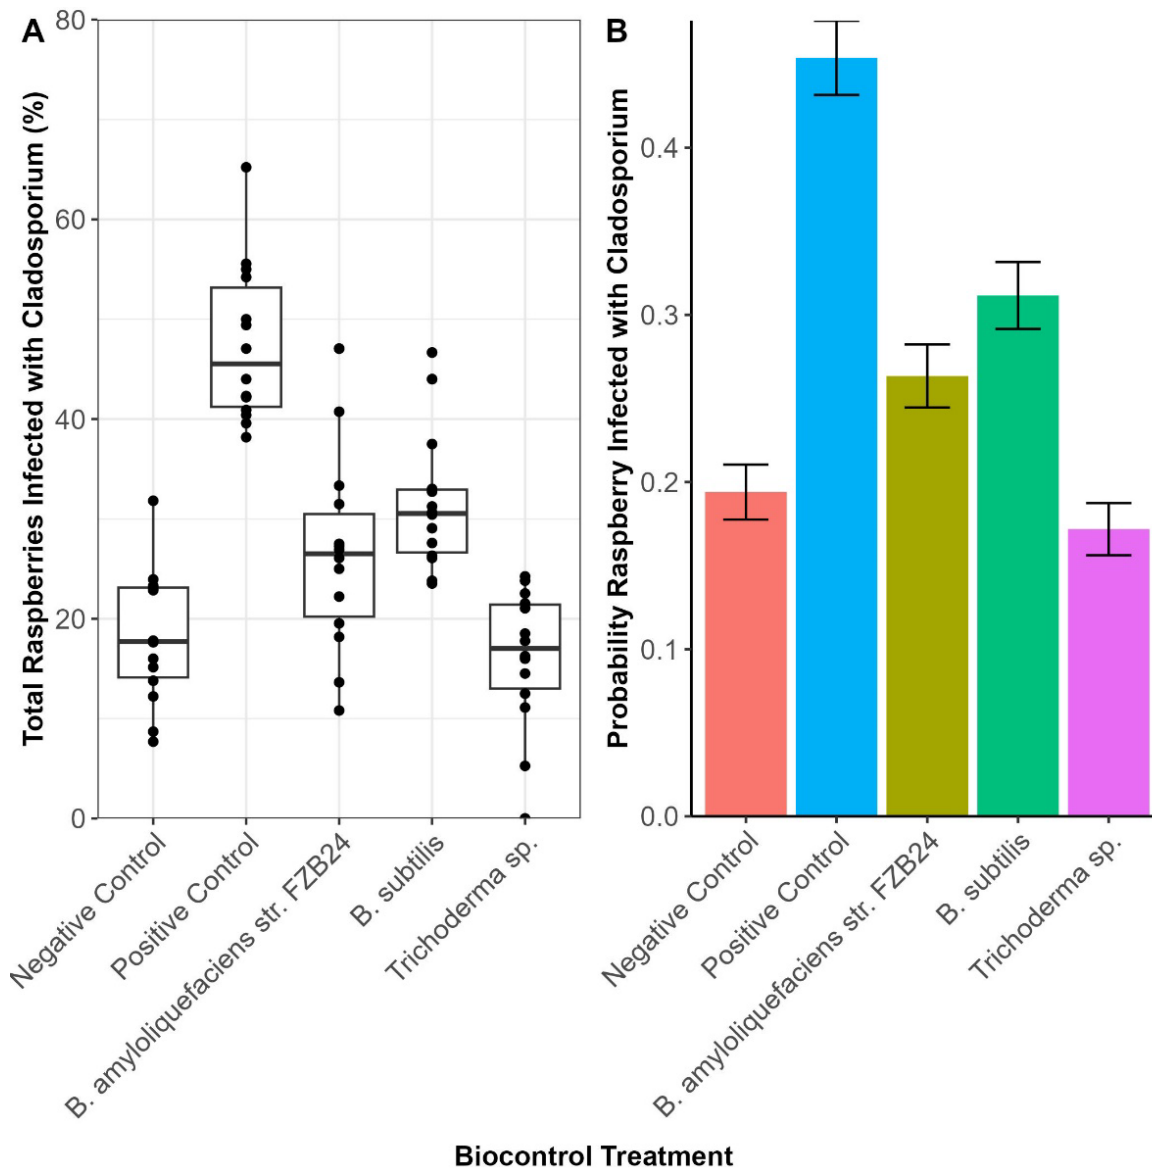 A
Total Raspberries Infected with Cladosporium (%)
80
60
40
20
0
Negative Control
Positive Control
B. amyloliquefaciens str. FZB24
B. subtilis
Trichoderma sp.
B
Probability Raspberry Infected with Cladosporium
0.4
0.3
0.2
0.1
0.0
Negative Control
Positive Control
B. amyloliquefaciens str. FZB24
B. subtilis
Trichoderma sp.
Biocontrol Treatment